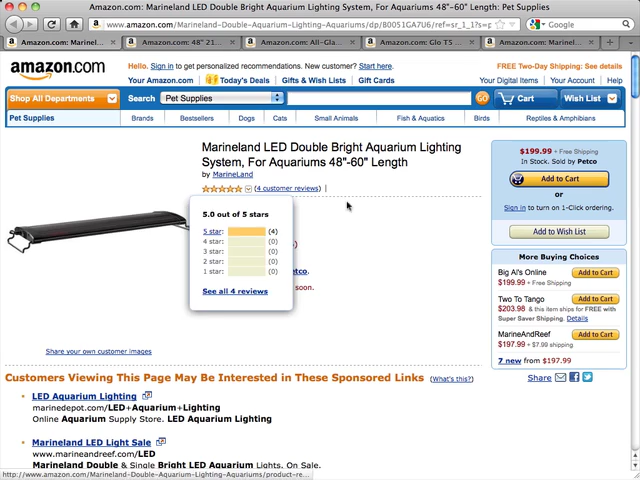 Amazon.com: Marineland LED Double Bright Aquarium Lighting System, For Aquariums 48"-60" Length: Pet Supplies
www.amazon.com/Marineland-Double-Aquarium-Lighting-Aquariums/dp/B0051GA7U6/ref=sr_1_1?s=p
Google
Amazon.com: Marinel...
Amazon.com: 48" 21...
Amazon.com: All-Gla...
Amazon.com: Glo T5 ...
Amazon.com: Marinel...
amazon.com
Hello. Sign in to get personalized recommendations. New customer? Start here.
FREE Two-Day Shipping: See details
Your Amazon.com
Today's Deals
Gifts & Wish Lists
Gift Cards
Your Digital Items
Your Account
Help
Shop All Departments
Search
Pet Supplies
GO
Cart
Wish List
Pet Supplies
Brands
Bestsellers
Dogs
Cats
Small Animals
Fish & Aquatics
Birds
Reptiles & Amphibians
Marineland LED Double Bright Aquarium Lighting
System, For Aquariums 48"-60" Length
by MarineLand
(4 customer reviews) |
5.0 out of 5 stars
5 star: (4)
4 star: (0)
3 star: (0)
2 star: (0)
1 star: (0)
See all 4 reviews
etco.
soon.
Share your own customer images
$199.99 + Free Shipping
In Stock. Sold by Petco
Add to Cart
or
Sign in to turn on 1-Click ordering.
Add to Wish List
More Buying Choices
Big Al's Online
Add to Cart
$199.99 + Free Shipping
Two To Tango
Add to Cart
$203.98 & this item ships for FREE with
Super Saver Shipping. Details
MarineAndReef
Add to Cart
$197.99 + $7.99 shipping
7 new from $197.99
Share
Customers Viewing This Page May Be Interested in These Sponsored Links (What's this?)
LED Aquarium Lighting
marinedepot.com/LED+Aquarium+Lighting
Online Aquarium Supply Store. LED Aquarium Lighting
Marineland LED Light Sale
www.marineandreef.com/LED
Marineland Double & Single Bright LED Aquarium Lights. On Sale.
http://www.amazon.com/Marineland-Double-Aquarium-Lighting-Aquariums/product-re...